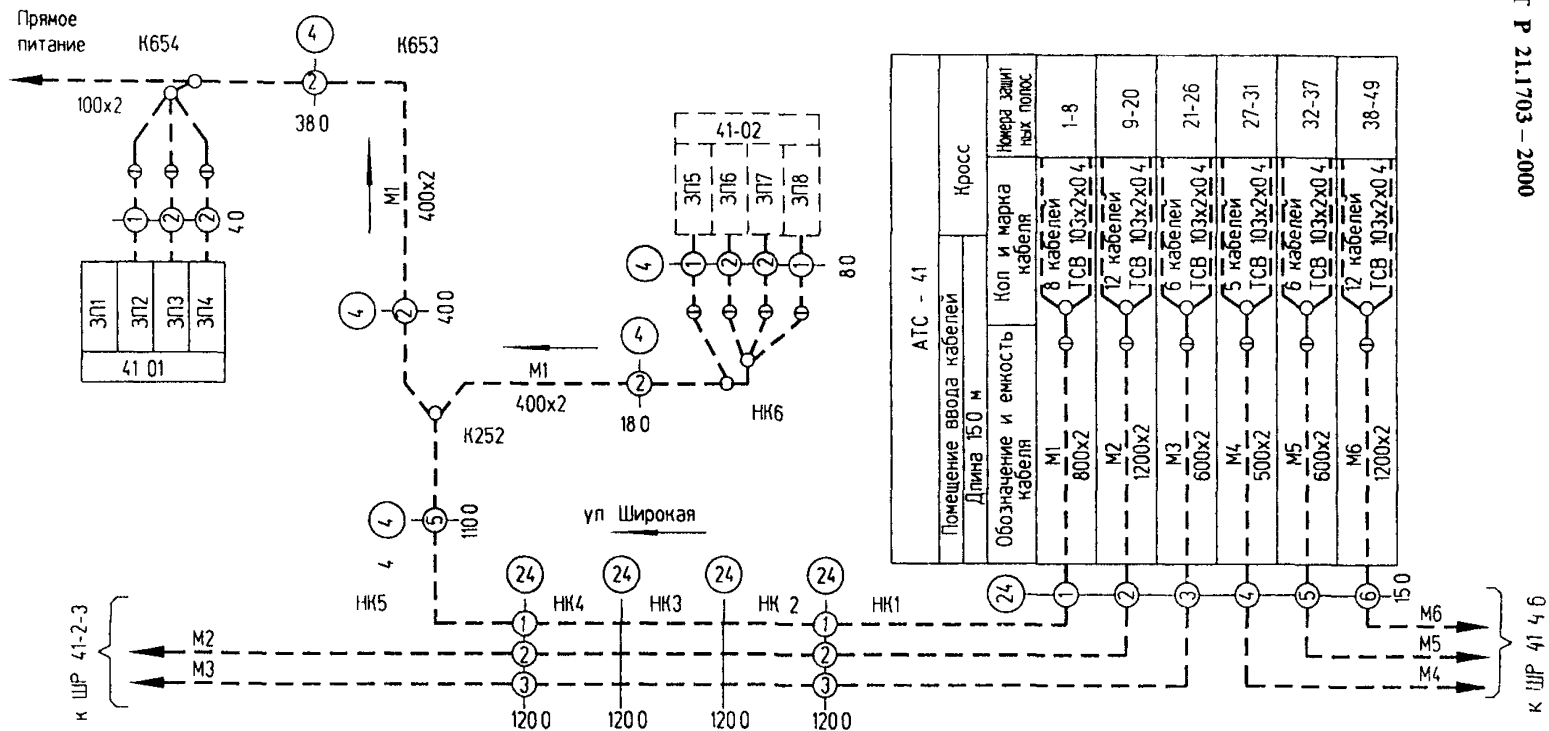 Т Р 21.1703 – 2000
Прямое
питание
К654
4
К653
2
100х2
38 0
1
2
2
4 0
ЗП1
ЗП2
ЗП3
ЗП4
41 01
М1
400х2
4
2
40 0
41-02
ЗП5
ЗП6
ЗП7
ЗП8
4
1
2
2
1
8 0
4
М1
2
400х2
18 0
НК6
К252
4
5
110 0
4
ул Широкая
24
24
24
24
НК5
НК4
НК3
НК 2
НК1
1
1
2
2
3
3
120 0
120 0
120 0
120 0
М2
М3
к ШР 41-2-3
АТС - 41
Помещение ввода кабелей
Длина 15 0 м
Кросс
Обозначение и емкость
кабеля
Кол и марка
кабеля
Номера защит
ных полос
М1
800х2
8 кабелей
ТСВ 103х2х0 4
1-8
М2
1200х2
12 кабелей
ТСВ 103х2х0 4
9-20
М3
600х2
6 кабелей
ТСВ 103х2х0 4
21-26
М4
500х2
5 кабелей
ТСВ 103х2х0 4
27-31
М5
600х2
6 кабелей
ТСВ 103х2х0 4
32-37
М6
1200х2
12 кабелей
ТСВ 103х2х0 4
38-49
24
1
2
3
4
5
6
15 0
М6
М5
М4
к ШР 41 4 6